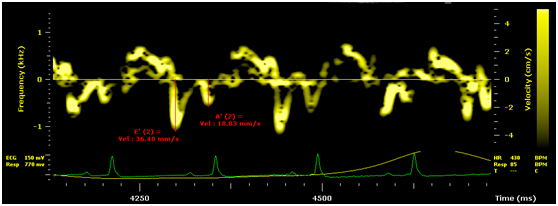 Frequency (kHz)
1
0
-1
4
2
0
-2
-4
Velocity (cm/s)
A' (2) =
Vel : 18.83 mm/s
E' (2) =
Vel : 36.48 mm/s
ECG 150 mV
Resp 770 mV
HR 430 BPM
Resp 85 BPM
T --- C
4250
4500
Time (ms)